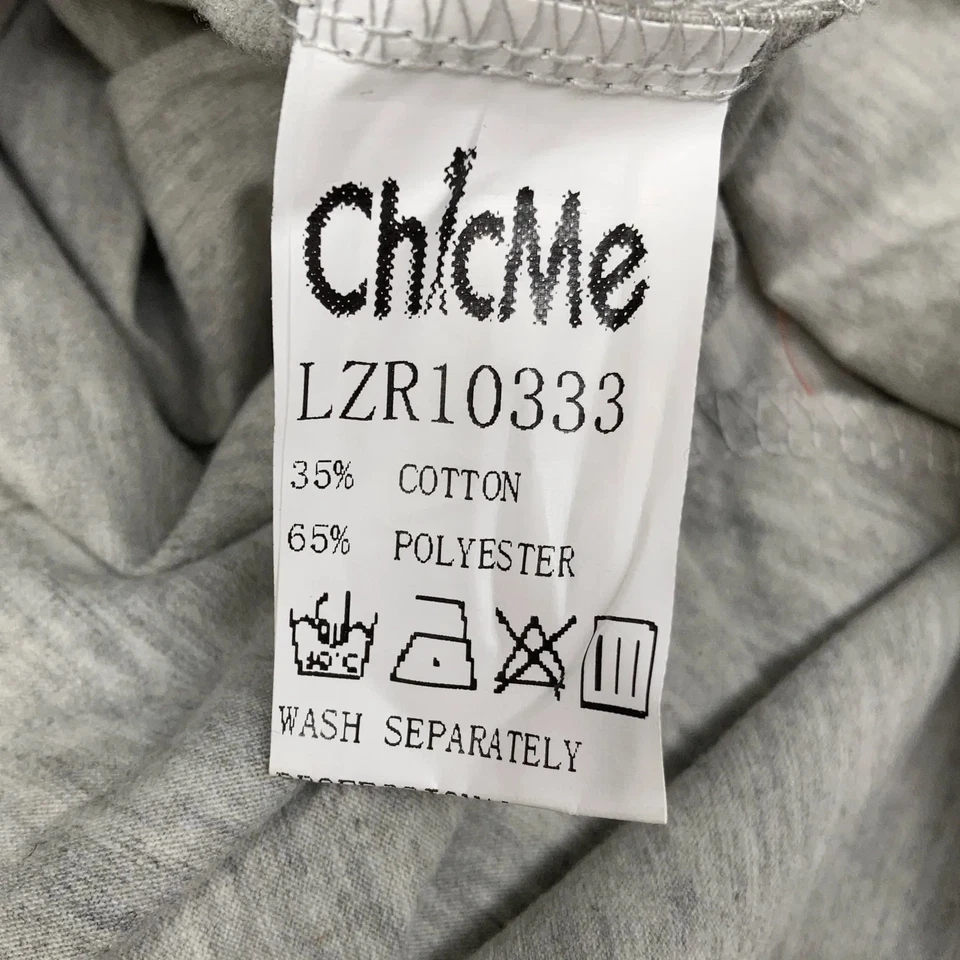 ChicMe
LZR10333
35% COTTON
65% POLYESTER
WASH SEPARATELY